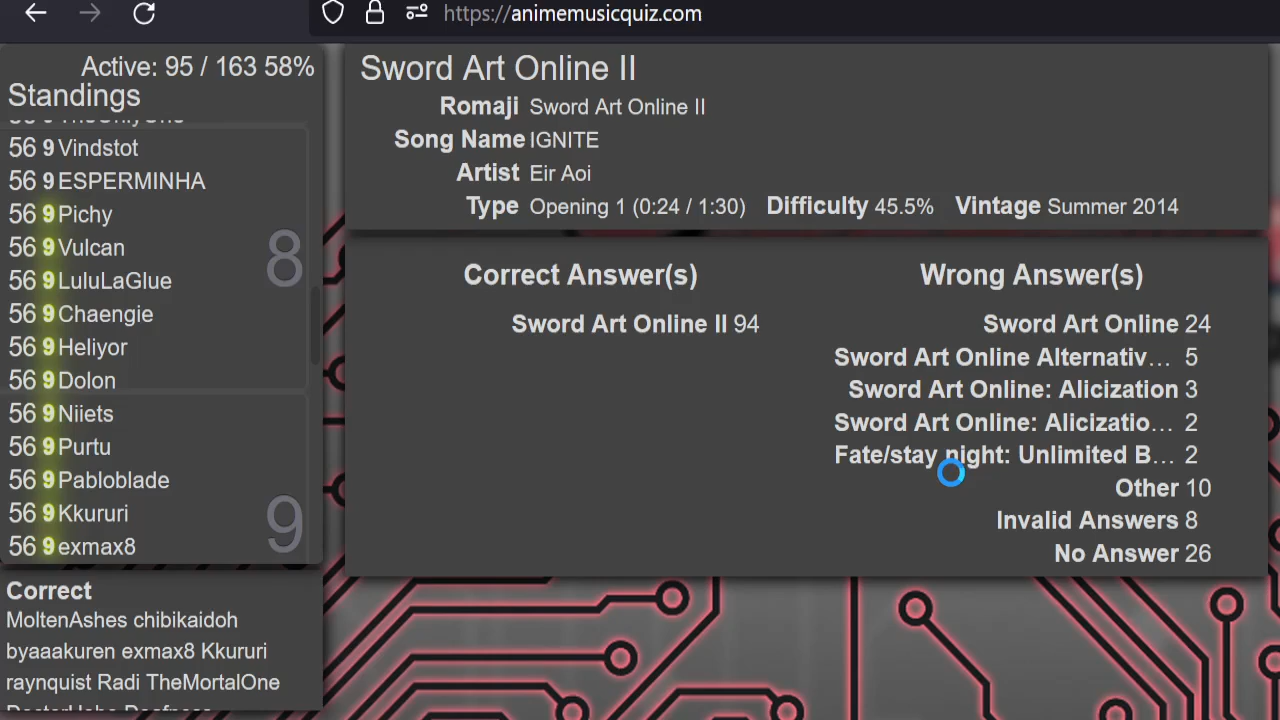 https://animemusicquiz.com
Active: 95 / 163 58%
Standings
56 9 Vindstot
56 9 ESPERMINHA
56 9 Pichy
56 9 Vulcan
8
56 9 LuluLaGlue
56 9 Chaengie
56 9 Heliyor
56 9 Dolon
56 9 Niiets
56 9 Purtu
56 9 Pabloblade
56 9 Kkururi
9
56 9 exmax8
Correct
MoltenAshes chibikaidoh
byaaakuren exmax8 Kkururi
raynquist Radi TheMortalOne
Sword Art Online II
Romaji Sword Art Online II
Song Name IGNITE
Artist Eir Aoi
Type Opening 1 (0:24 / 1:30) Difficulty 45.5% Vintage Summer 2014
Correct Answer(s)
Sword Art Online II 94
Wrong Answer(s)
Sword Art Online 24
Sword Art Online Alternativ… 5
Sword Art Online: Alicization 3
Sword Art Online: Alicizatio… 2
Fate/stay night: Unlimited B… 2
Other 10
Invalid Answers 8
No Answer 26